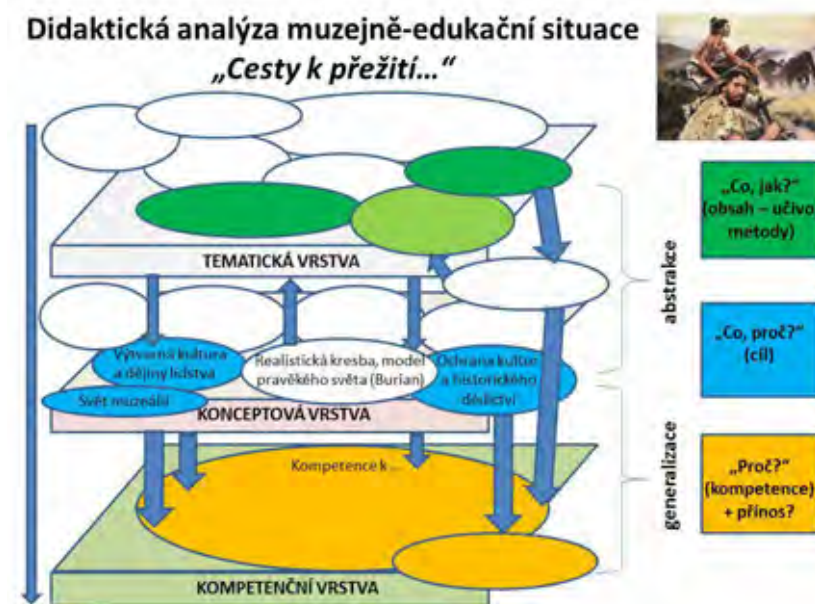 Didaktická analýza muzejně-edukační situace
„Cesty k přežití…“
TEMATICKÁ VRSTVA
Výtvarná kultura
a dějiny lidstva
Realistická kresba, model
pravěkého světa (Burian)
Ochrana kultur.
a historického
dědictví
Svět muzeálií
KONCEPTOVÁ VRSTVA
Kompetence k …
KOMPETENČNÍ VRSTVA
abstrakce
generalizace
„Co, jak?“
(obsah – učivo,
metody)
„Co, proč?“
(cíl)
„Proč?“
(kompetence)
+ přínos?